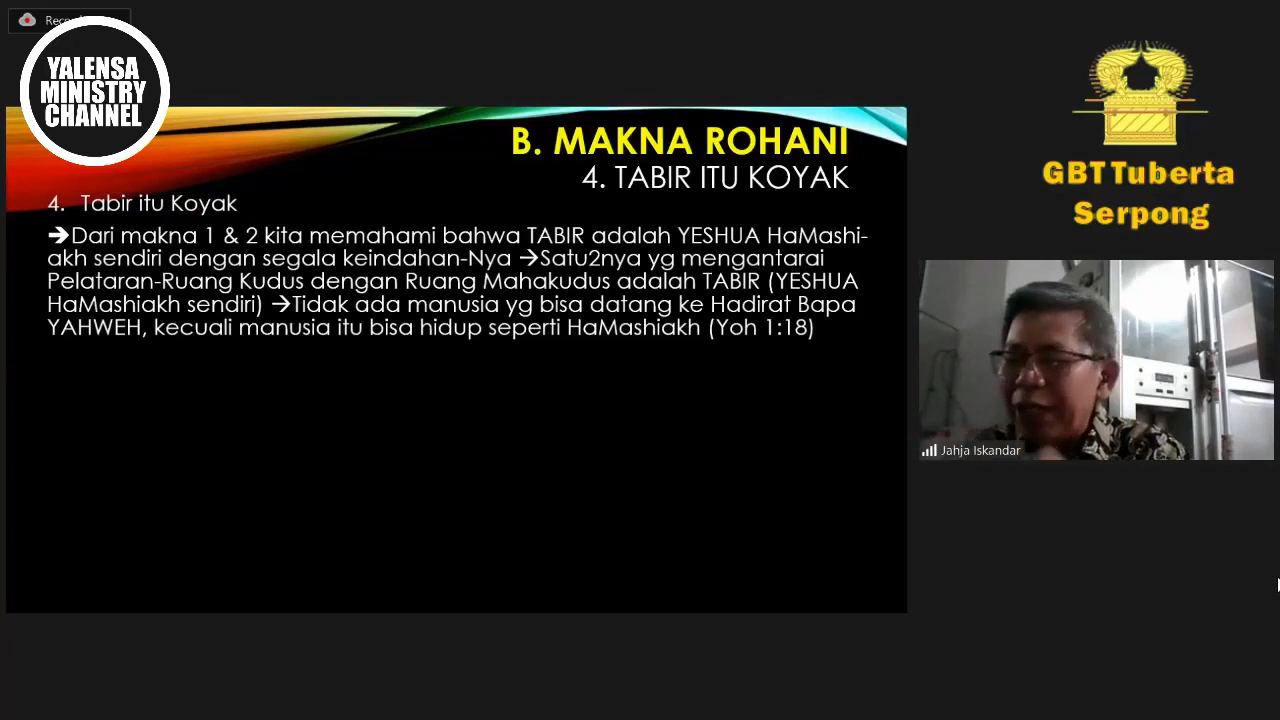 YALENSA
MINISTRY
CHANNEL
B. MAKNA ROHANI
4. TABIR ITU KOYAK
4. Tabir itu Koyak
➔Dari makna 1 & 2 kita memahami bahwa TABIR adalah YESHUA HaMashi-
akh sendiri dengan segala keindahan-Nya →Satu2nya yg mengantarai
Pelataran-Ruang Kudus dengan Ruang Mahakudus adalah TABIR (YESHUA
HaMashiakh sendiri) →Tidak ada manusia yg bisa datang ke Hadirat Bapa
YAHWEH, kecuali manusia itu bisa hidup seperti HaMashiakh (Yoh 1:18)
GBT Tuberta
Serpong
Jahja Iskandar